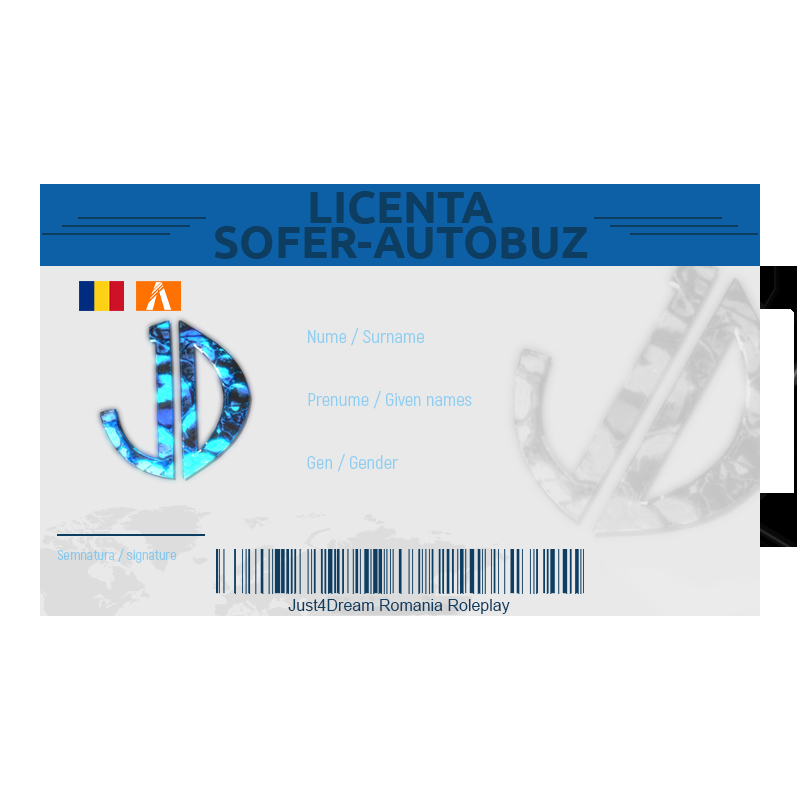 LICENTA
SOFER-AUTOBUZ
Nume / Surname
Prenume / Given names
Gen / Gender
Semnatura / signature
Just4Dream Romania Roleplay